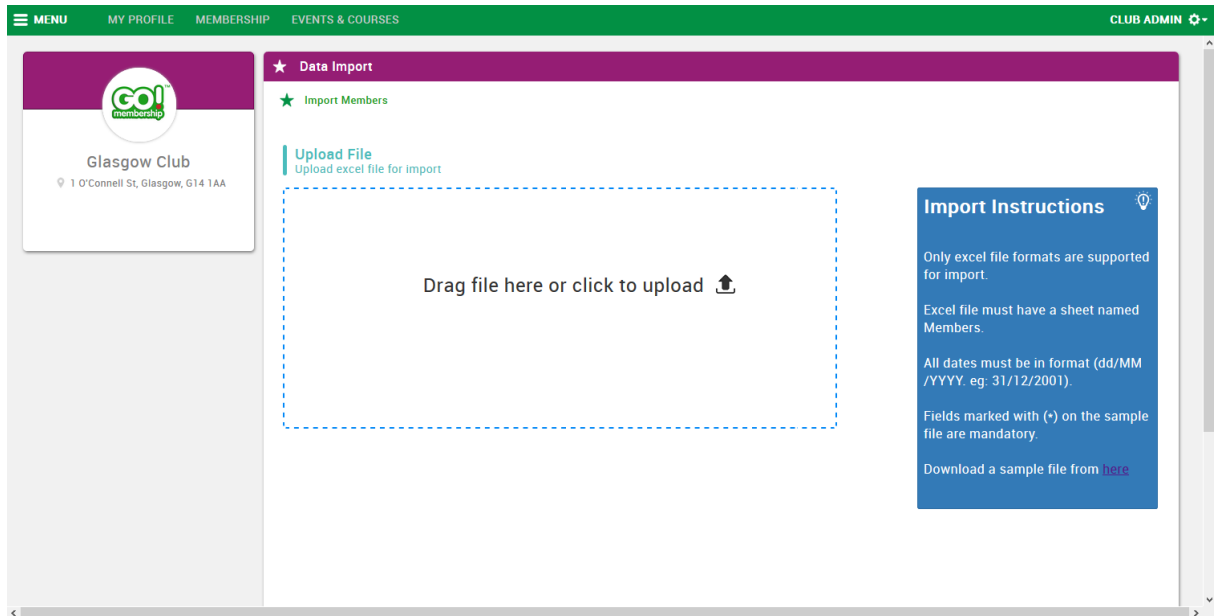 MENU MY PROFILE MEMBERSHIP EVENTS & COURSES CLUB ADMIN
GO!™
membership
Glasgow Club
1 O'Connell St, Glasgow, G14 1AA
Data Import
Import Members
Upload File
Upload excel file for import
Drag file here or click to upload
Import Instructions
Only excel file formats are supported
for import.
Excel file must have a sheet named
Members.
All dates must be in format (dd/MM
/YYYY. eg: 31/12/2001).
Fields marked with (*) on the sample
file are mandatory.
Download a sample file from here